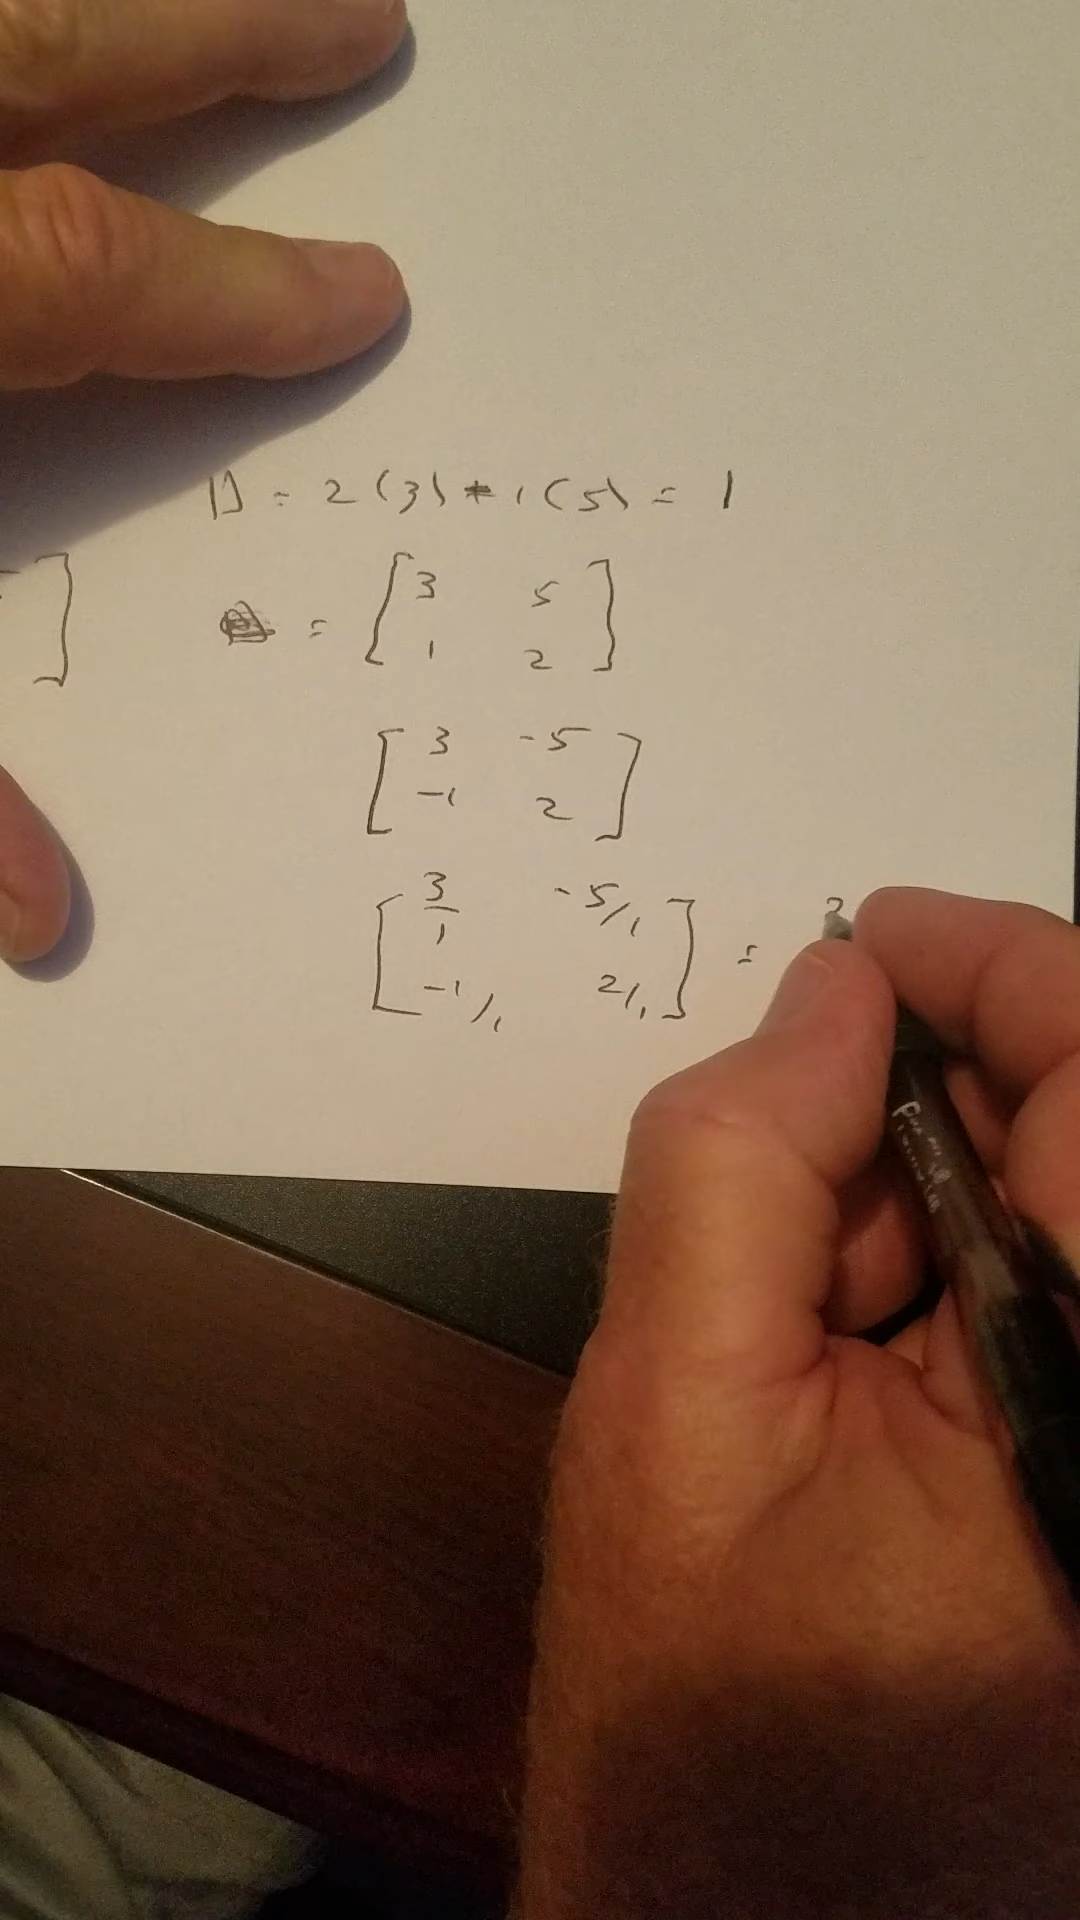 D = 2(3) * 1(5) = 1
= [ 3 5
1 2 ]
[ 3 -5
-1 2 ]
[ 3/1 -5/1 ] =
-1/1 2/1